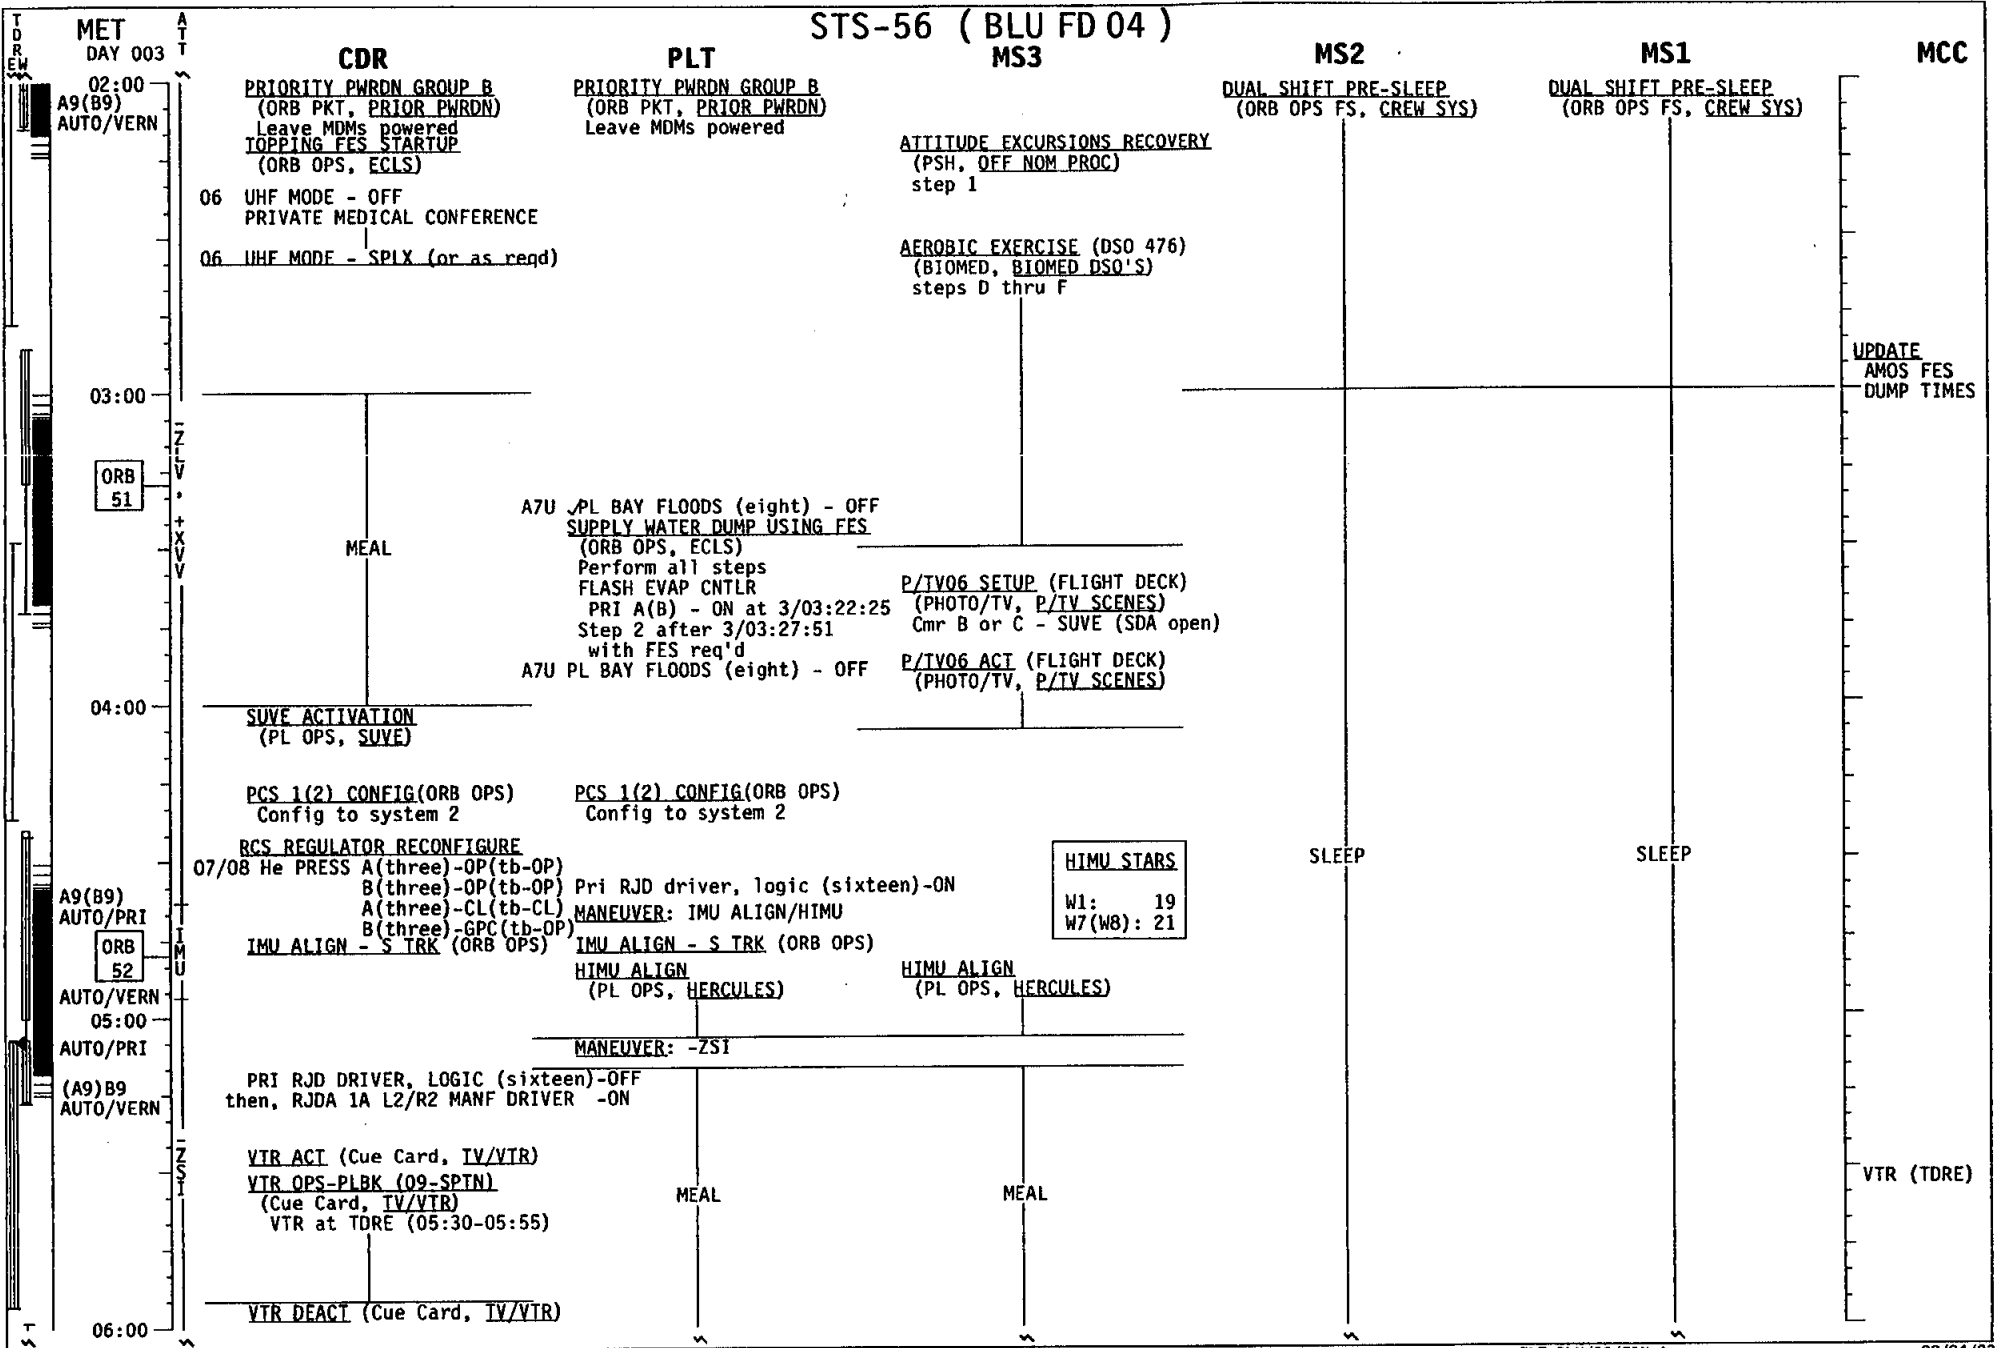 STS-56 ( BLU FD 04 )
TDRE W
MET
DAY 003
ATT
CDR
PLT
MS3
MS2
MS1
MCC
02:00
A9(B9)
AUTO/VERN
03:00
ORB
51
-ZLV, +XVV
04:00
A9(B9)
AUTO/PRI
ORB
52
IMU
AUTO/VERN
05:00
AUTO/PRI
(A9)B9
AUTO/VERN
-ZSI
06:00
PRIORITY PWRDN GROUP B
(ORB PKT, PRIOR PWRDN)
Leave MDMs powered
TOPPING FES STARTUP
(ORB OPS, ECLS)
06 UHF MODE - OFF
PRIVATE MEDICAL CONFERENCE
06 UHF MODE - SPLX (or as reqd)
MEAL
SUVE ACTIVATION
(PL OPS, SUVE)
PCS 1(2) CONFIG(ORB OPS)
Config to system 2
RCS REGULATOR RECONFIGURE
07/08 He PRESS A(three)-OP(tb-OP)
B(three)-OP(tb-OP)
A(three)-CL(tb-CL)
B(three)-GPC(tb-OP)
IMU ALIGN - S TRK (ORB OPS)
PRI RJD DRIVER, LOGIC (sixteen)-OFF
then, RJDA 1A L2/R2 MANF DRIVER -ON
VTR ACT (Cue Card, TV/VTR)
VTR OPS-PLBK (09-SPTN)
(Cue Card, TV/VTR)
VTR at TDRE (05:30-05:55)
VTR DEACT (Cue Card, TV/VTR)
PRIORITY PWRDN GROUP B
(ORB PKT, PRIOR PWRDN)
Leave MDMs powered
A7U ✓PL BAY FLOODS (eight) - OFF
SUPPLY WATER DUMP USING FES
(ORB OPS, ECLS)
Perform all steps
FLASH EVAP CNTLR
PRI A(B) - ON at 3/03:22:25
Step 2 after 3/03:27:51
with FES req'd
A7U PL BAY FLOODS (eight) - OFF
PCS 1(2) CONFIG(ORB OPS)
Config to system 2
Pri RJD driver, logic (sixteen)-ON
MANEUVER: IMU ALIGN/HIMU
IMU ALIGN - S TRK (ORB OPS)
HIMU ALIGN
(PL OPS, HERCULES)
MANEUVER: -ZSI
MEAL
ATTITUDE EXCURSIONS RECOVERY
(PSH, OFF NOM PROC)
step 1
AEROBIC EXERCISE (DSO 476)
(BIOMED, BIOMED DSO'S)
steps D thru F
P/TV06 SETUP (FLIGHT DECK)
(PHOTO/TV, P/TV SCENES)
Cmr B or C - SUVE (SDA open)
P/TV06 ACT (FLIGHT DECK)
(PHOTO/TV, P/TV SCENES)
HIMU STARS
W1: 19
W7(W8): 21
HIMU ALIGN
(PL OPS, HERCULES)
MEAL
DUAL SHIFT PRE-SLEEP
(ORB OPS FS, CREW SYS)
SLEEP
DUAL SHIFT PRE-SLEEP
(ORB OPS FS, CREW SYS)
SLEEP
UPDATE
AMOS FES
DUMP TIMES
VTR (TDRE)